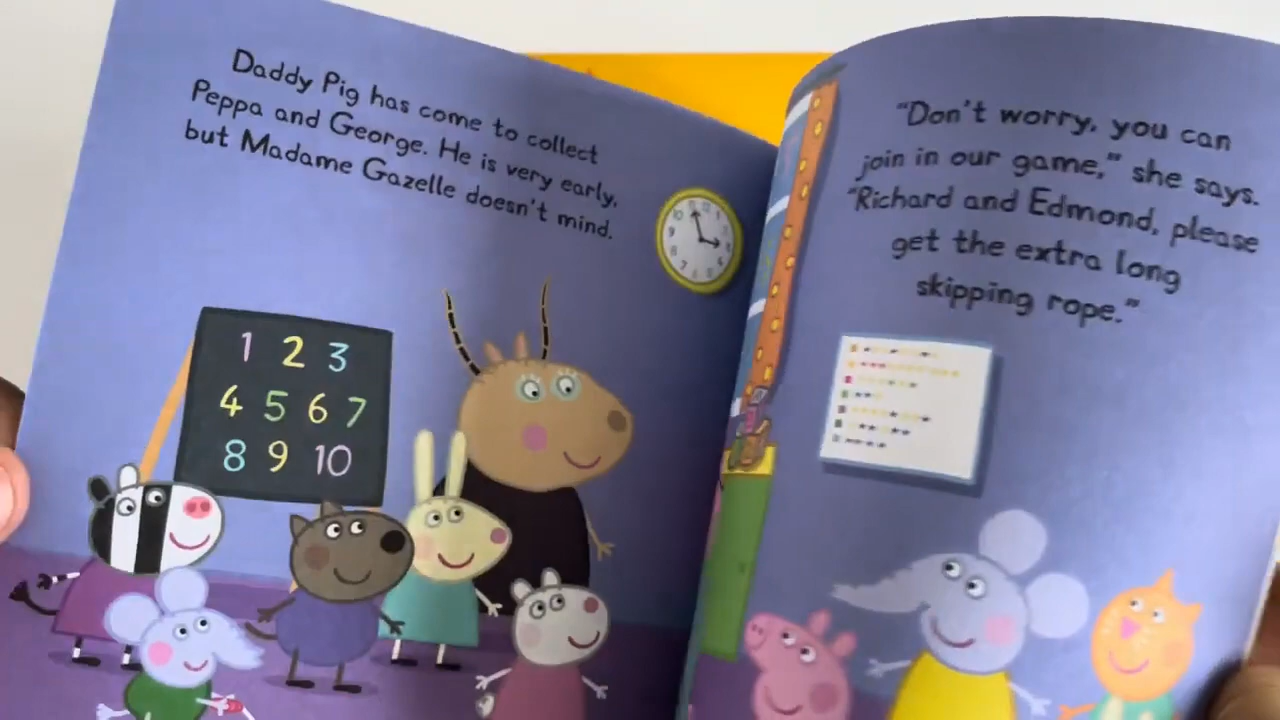 Daddy Pig has come to collect
Peppa and George. He is very early,
but Madame Gazelle doesn't mind.
1 2 3
4 5 6 7
8 9 10
"Don't worry, you can
join in our game," she says.
"Richard and Edmond, please
get the extra long
skipping rope."